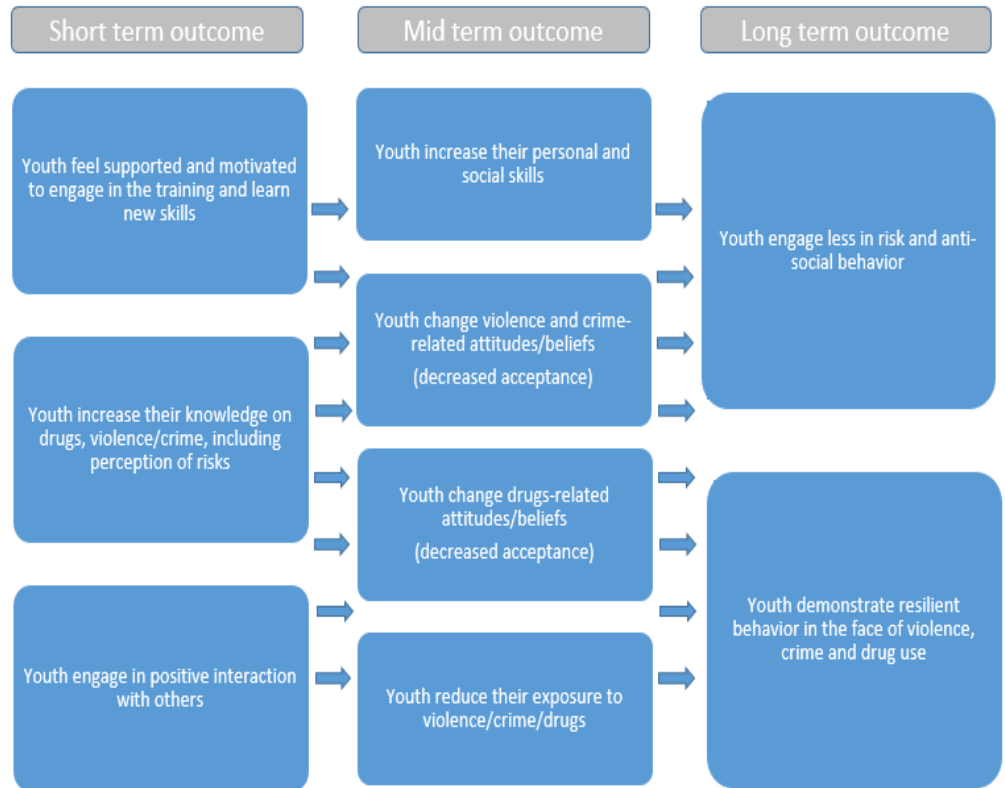 Short term outcome
Mid term outcome
Long term outcome
Youth feel supported and motivated
to engage in the training and learn
new skills
Youth increase their knowledge on
drugs, violence/crime, including
perception of risks
Youth engage in positive interaction
with others
Youth increase their personal and
social skills
Youth change violence and crime-
related attitudes/beliefs
(decreased acceptance)
Youth change drugs-related
attitudes/beliefs
(decreased acceptance)
Youth reduce their exposure to
violence/crime/drugs
Youth engage less in risk and anti-
social behavior
Youth demonstrate resilient
behavior in the face of violence,
crime and drug use